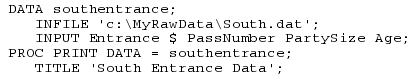 DATA southentrance;
   INFILE 'c:\MyRawData\South.dat';
   INPUT Entrance $ PassNumber PartySize Age;
PROC PRINT DATA = southentrance;
   TITLE 'South Entrance Data';